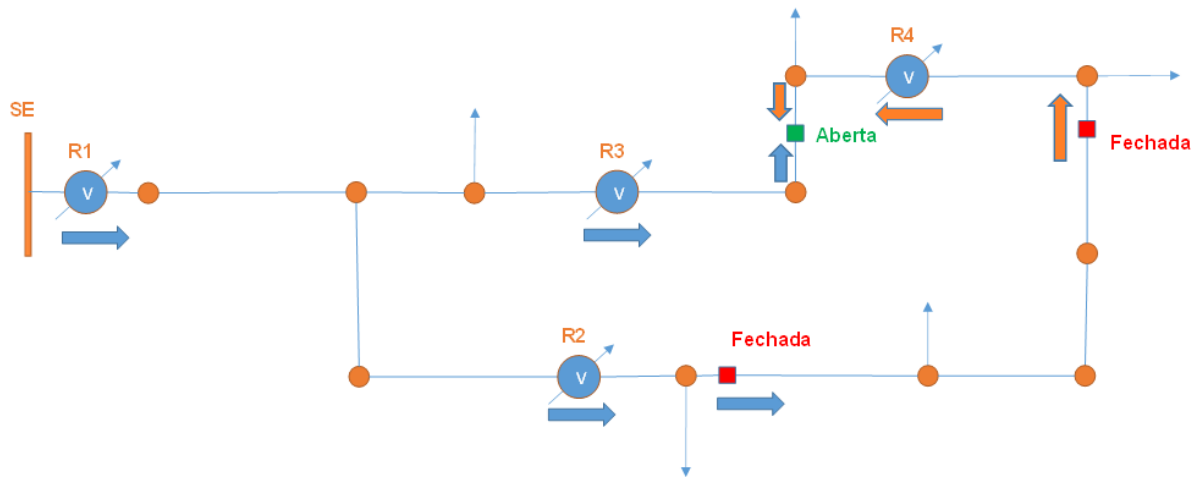 R4
SE
Aberta
Fechada
R1
R3
V
V
V
Fechada
R2
V